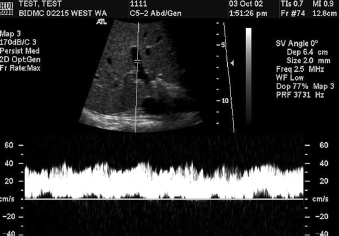 TEST, TEST 1111 03 Oct 02 TIs 0.7 MI 0.9
BIDMC 02215 WEST WA C5-2 Abd/Gen 1:51:26 pm Fr #74 12.8cm
Map 3
170dB/C 3
Persist Med
2D Opt:Gen
Fr Rate:Max
SV Angle 0°
Dep 6.4 cm
Size 2.0 mm
Freq 2.5 MHz
WF Low
Dop 77% Map 3
PRF 3731 Hz
5
10
60 60
40 40
20 20
cm/s cm/s
-20 -20
-40 -40